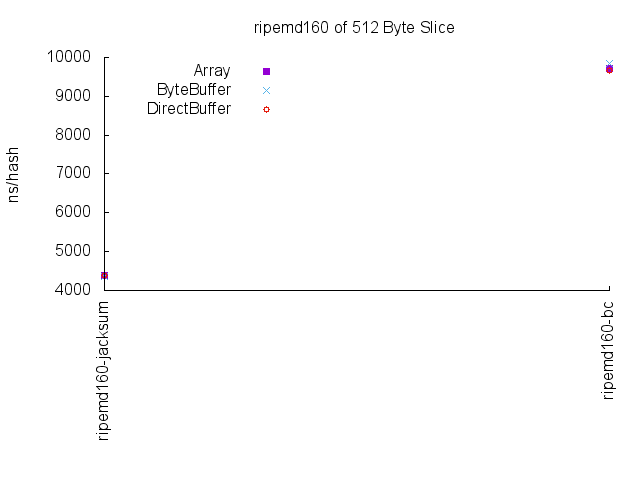 ripemd160 of 512 Byte Slice
10000
9000
8000
7000
6000
5000
4000
ns/hash
Array
ByteBuffer
DirectBuffer
ripemd160-jacksum
ripemd160-bc